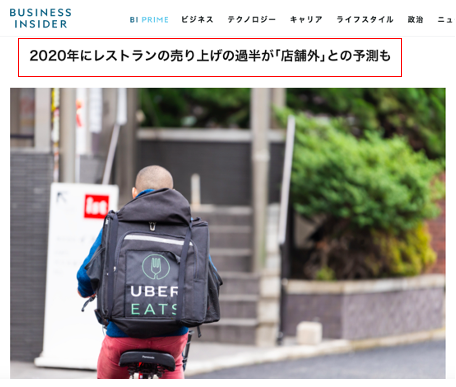 BUSINESS
INSIDER
BI PRIME ビジネス テクノロジー キャリア ライフスタイル 政治 ニュ
2020年にレストランの売り上げの過半が「店舗外」との予測も
UBER
EATS